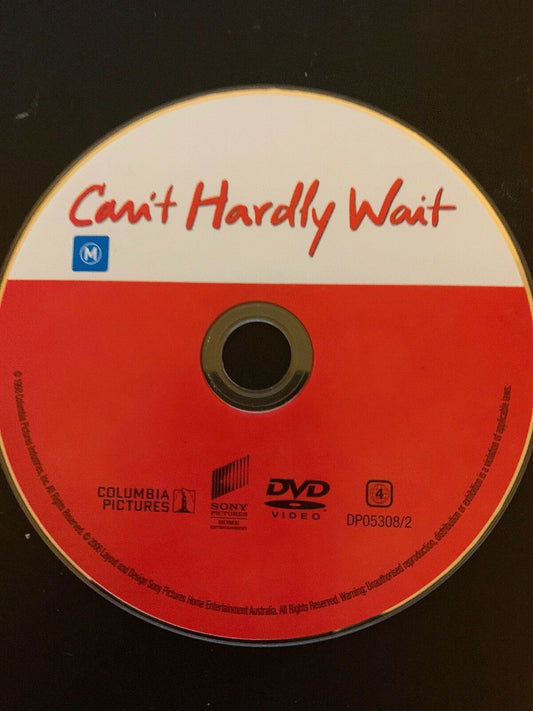 Can't Hardly Wait
M
COLUMBIA
PICTURES
SONY
PICTURES
HOME
ENTERTAINMENT
DVD
VIDEO
4
DP05308/2
© 1998 Columbia Pictures Industries, Inc. All Rights Reserved. © 2006 Layout and Design Sony Pictures Home Entertainment Australia. All Rights Reserved. Warning: Unauthorised reproduction, distribution or exhibition is a violation of applicable laws.